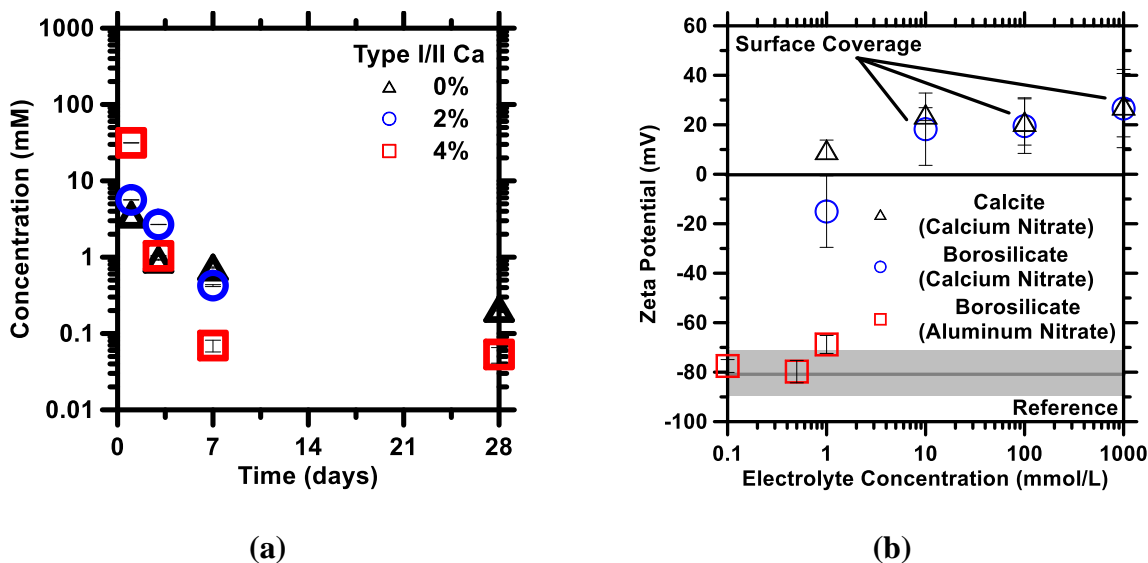 1000
100
10
1
0.1
0.01
Concentration (mM)
Type I/II Ca
0%
2%
4%
0
7
14
21
28
Time (days)
(a)
60
40
20
0
-20
-40
-60
-80
-100
Zeta Potential (mV)
Surface Coverage
Calcite
(Calcium Nitrate)
Borosilicate
(Calcium Nitrate)
Borosilicate
(Aluminum Nitrate)
Reference
0.1
1
10
100
1000
Electrolyte Concentration (mmol/L)
(b)